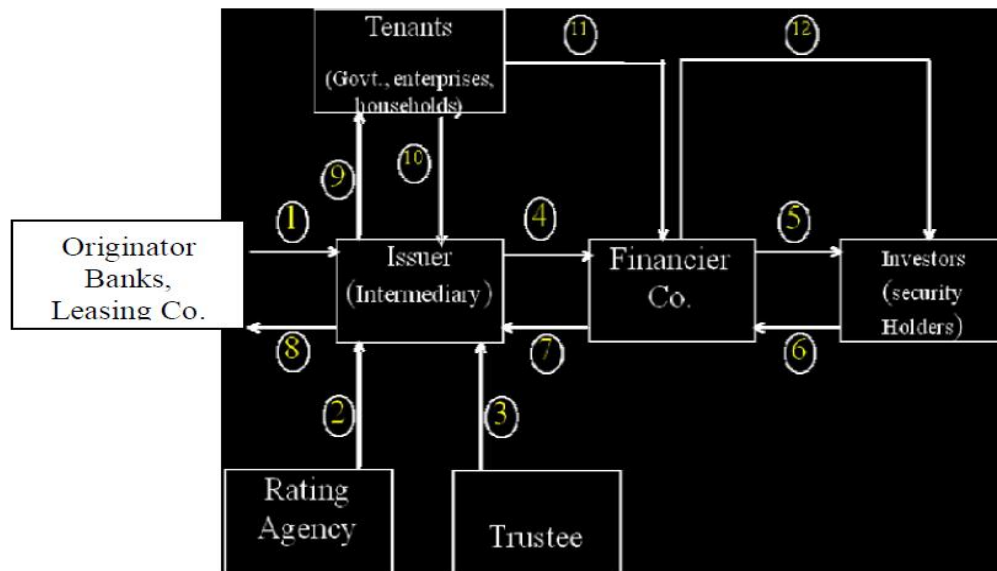 Tenants
(Govt., enterprises,
households)
11
12
9
10
1
4
5
Originator
Banks,
Leasing Co.
Issuer
(Intermediary)
Financier
Co.
Investors
(security
Holders)
8
7
6
2
3
Rating
Agency
Trustee